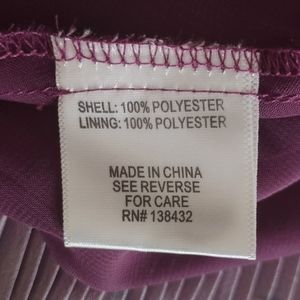 SHELL: 100% POLYESTER
LINING: 100% POLYESTER
MADE IN CHINA
SEE REVERSE
FOR CARE
RN# 138432